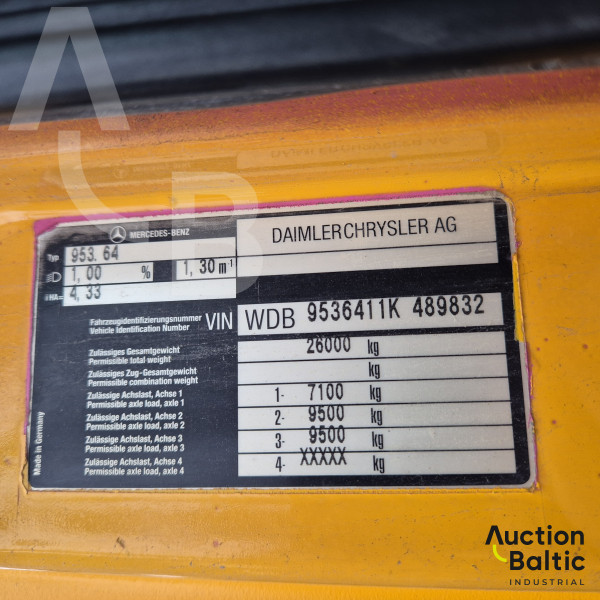 MERCEDES-BENZ
DAIMLERCHRYSLER AG
Typ 953.64
1,00 % 1,30m-1
iHA= 4,33
Fahrzeugidentifizierungsnummer
Vehicle Identification Number
VIN WDB 9536411K 489832
Zulässiges Gesamtgewicht
Permissible total weight
26000 kg
Zulässiges Zug-Gesamtgewicht
Permissible combination weight
kg
Zulässige Achslast, Achse 1
Permissible axle load, axle 1
1- 7100 kg
Zulässige Achslast, Achse 2
Permissible axle load, axle 2
2- 9500 kg
Zulässige Achslast, Achse 3
Permissible axle load, axle 3
3- 9500 kg
Zulässige Achslast, Achse 4
Permissible axle load, axle 4
4- XXXXX kg
Made in Germany
AB
Auction
Baltic
INDUSTRIAL